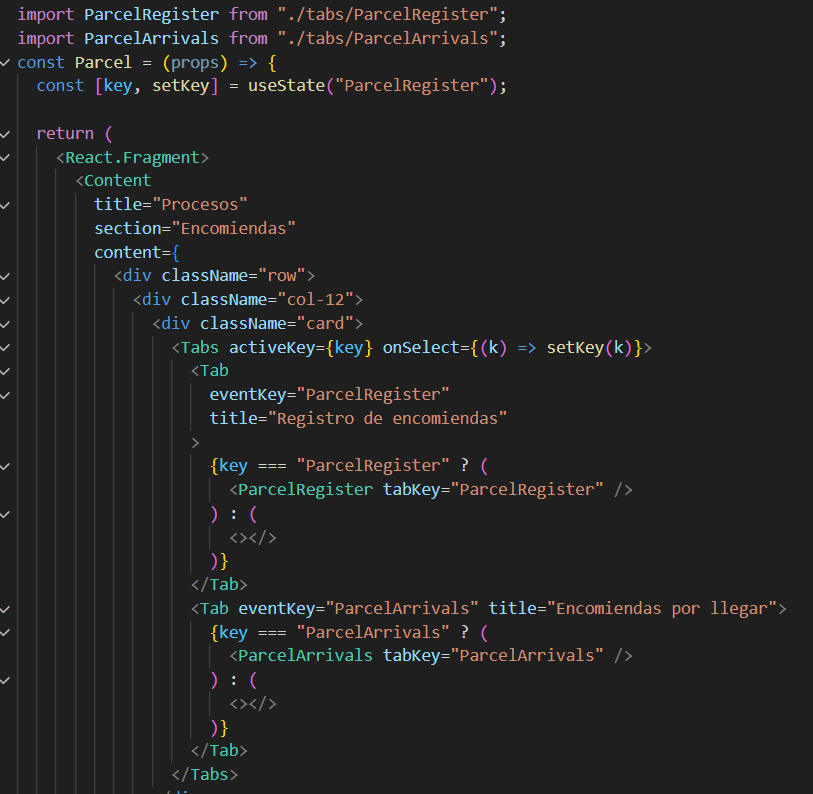 import ParcelRegister from "./tabs/ParcelRegister";
import ParcelArrivals from "./tabs/ParcelArrivals";
const Parcel = (props) => {
const [key, setKey] = useState("ParcelRegister");
return (
<React.Fragment>
<Content
title="Procesos"
section="Encomiendas"
content={
<div className="row">
<div className="col-12">
<div className="card">
<Tabs activeKey={key} onSelect={(k) => setKey(k)}>
<Tab
eventKey="ParcelRegister"
title="Registro de encomiendas"
>
{key === "ParcelRegister" ? (
<ParcelRegister tabKey="ParcelRegister" />
) : (
<></>
)}
</Tab>
<Tab eventKey="ParcelArrivals" title="Encomiendas por llegar">
{key === "ParcelArrivals" ? (
<ParcelArrivals tabKey="ParcelArrivals" />
) : (
<></>
)}
</Tab>
</Tabs>